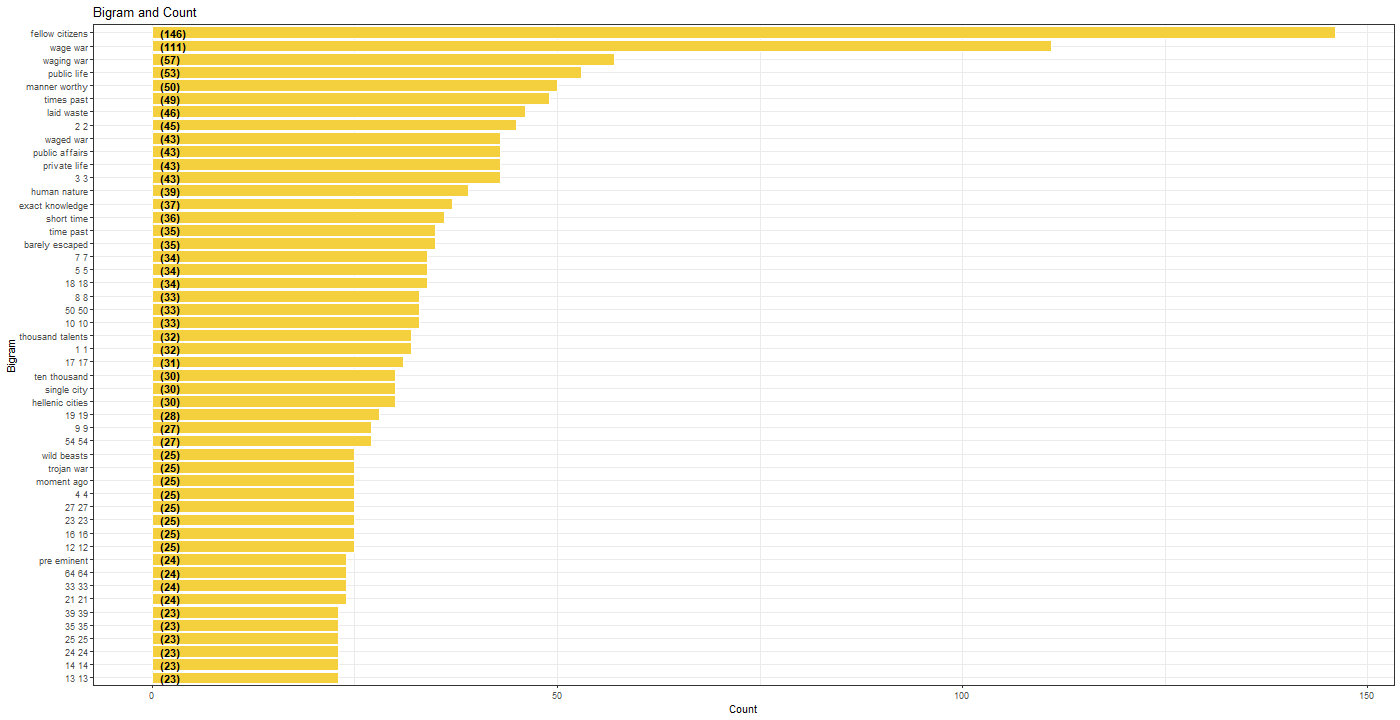 Bigram and Count
fellow citizens (146)
wage war (111)
waging war (57)
public life (53)
manner worthy (50)
times past (49)
laid waste (46)
2 2 (45)
waged war (43)
public affairs (43)
private life (43)
3 3 (43)
human nature (39)
exact knowledge (37)
short time (36)
time past (35)
barely escaped (35)
7 7 (34)
5 5 (34)
18 18 (34)
8 8 (33)
50 50 (33)
10 10 (33)
thousand talents (32)
1 1 (32)
17 17 (31)
ten thousand (30)
single city (30)
hellenic cities (30)
19 19 (28)
9 9 (27)
54 54 (27)
wild beasts (25)
trojan war (25)
moment ago (25)
4 4 (25)
27 27 (25)
23 23 (25)
16 16 (25)
12 12 (25)
pre eminent (24)
64 64 (24)
33 33 (24)
21 21 (24)
39 39 (23)
35 35 (23)
25 25 (23)
24 24 (23)
14 14 (23)
13 13 (23)
Bigram
0 50 100 150
Count